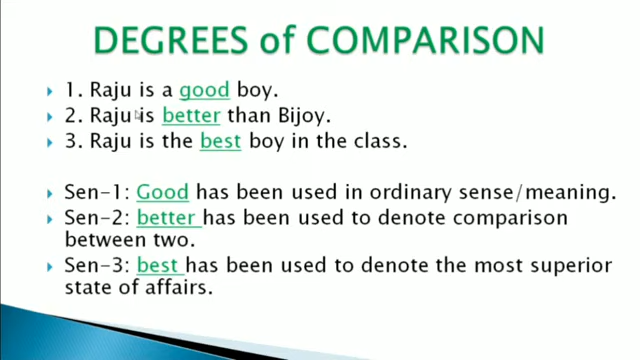 DEGREES of COMPARISON
1. Raju is a good boy.
2. Raju is better than Bijoy.
3. Raju is the best boy in the class.
Sen-1: Good has been used in ordinary sense/meaning.
Sen-2: better has been used to denote comparison
between two.
Sen-3: best has been used to denote the most superior
state of affairs.